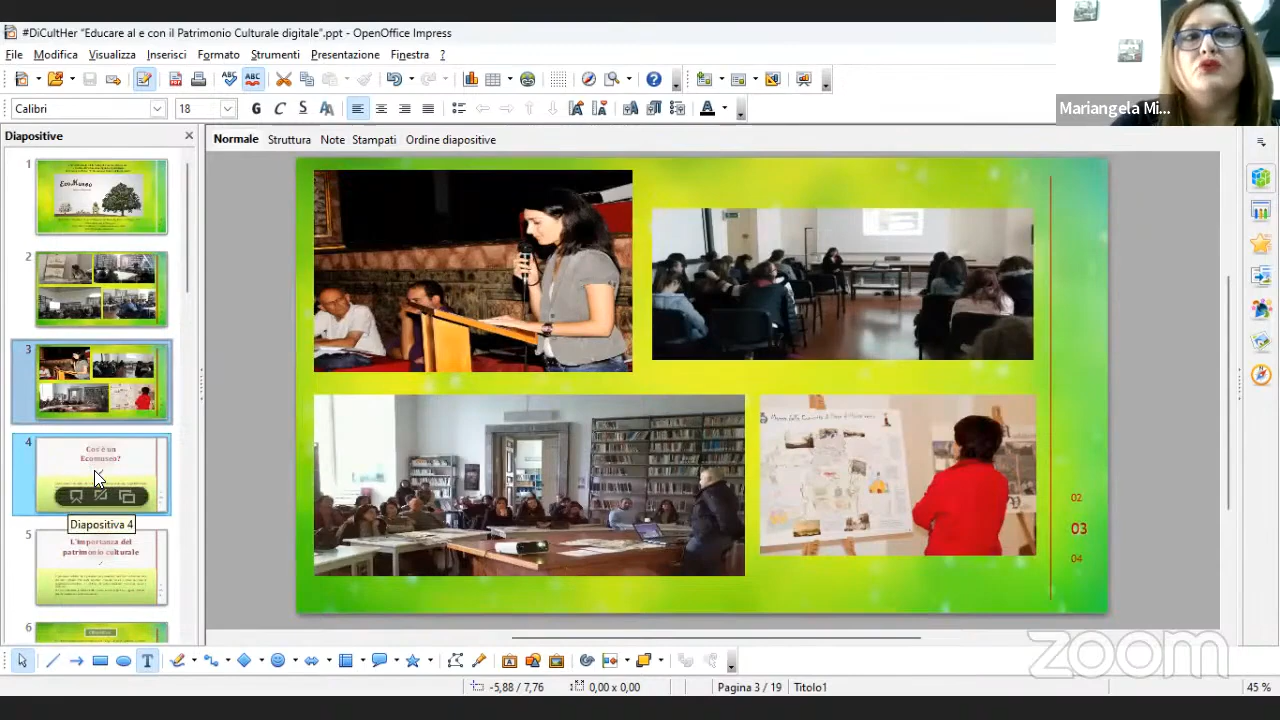 #DiCultHer "Educare al e con il Patrimonio Culturale digitale".ppt - OpenOffice Impress
File Modifica Visualizza Inserisci Formato Strumenti Presentazione Finestra ?
Calibri 18
G C S
Diapositive
Normale Struttura Note Stampati Ordine diapositive
1
EcoMuseo
2
3
4
Cos'è un
Ecomuseo?
Diapositiva 4
5
L'importanza del
patrimonio culturale
6
02
03
04
Mariangela Mi...
zoom
-5,88 / 7,76 0,00 x 0,00 Pagina 3 / 19 Titolo1 45 %